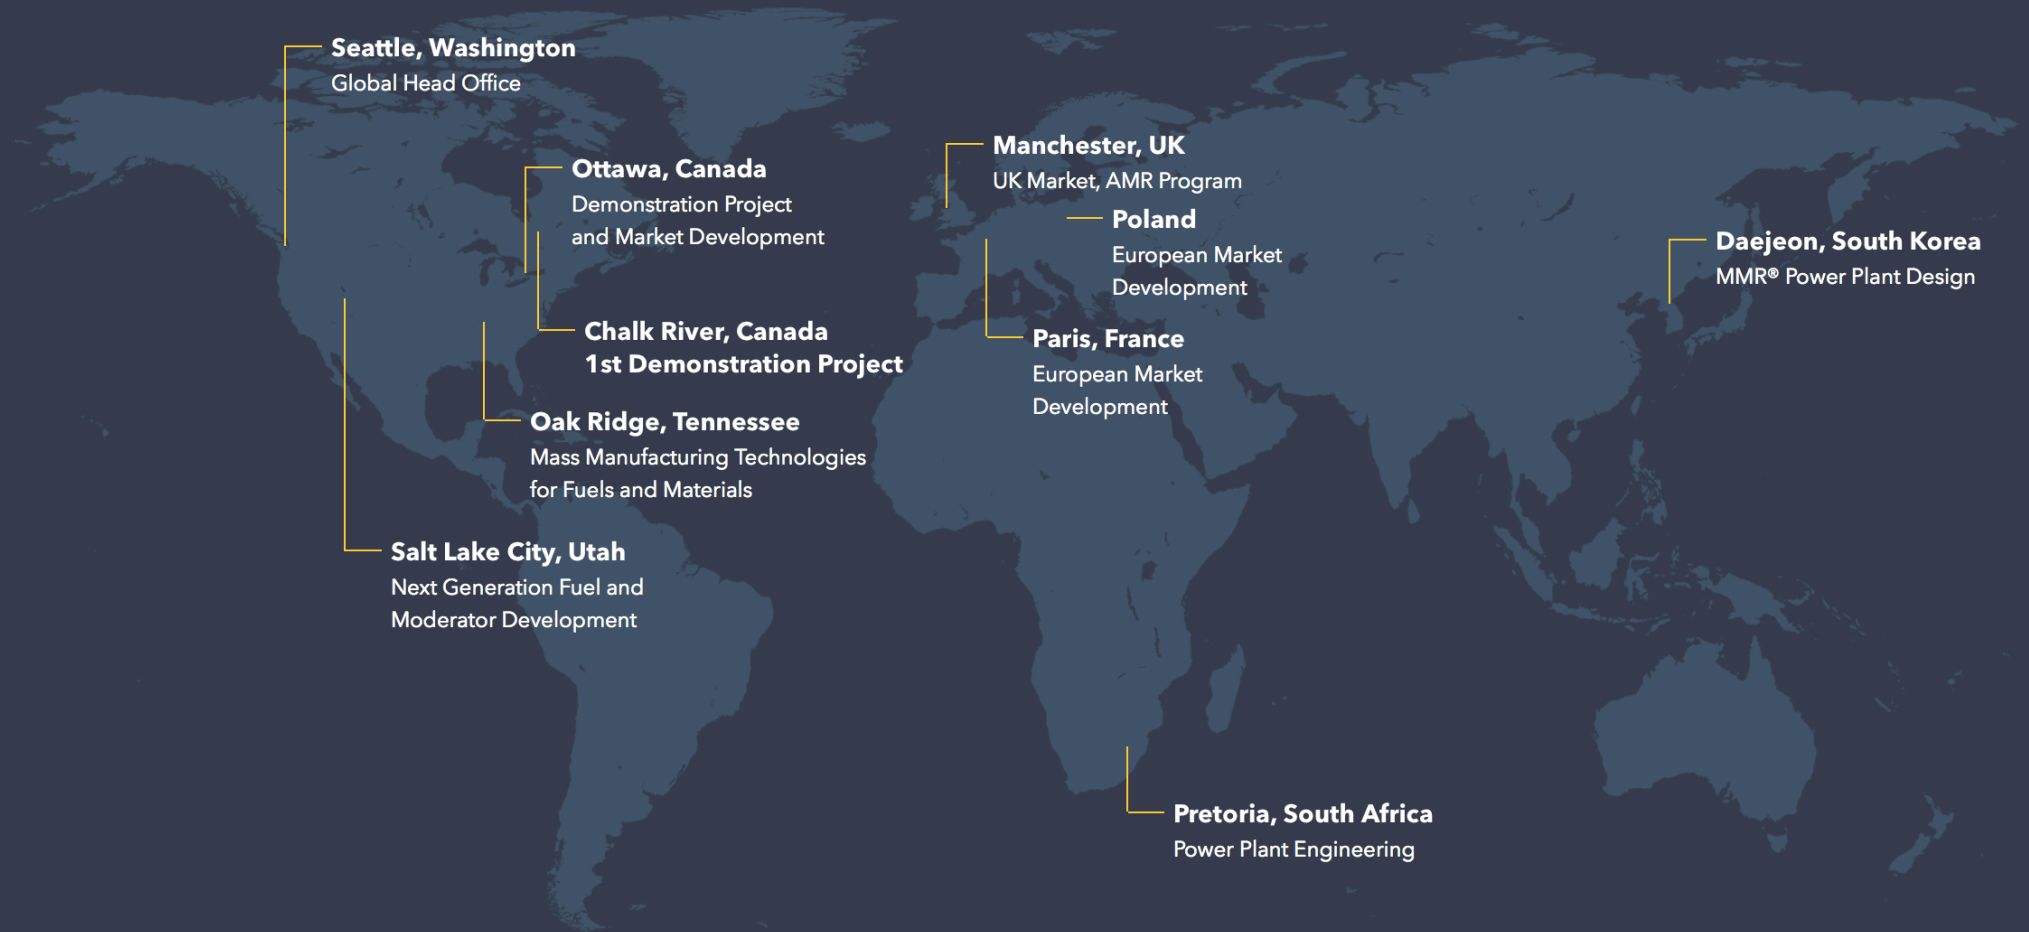 Seattle, Washington
Global Head Office
Ottawa, Canada
Demonstration Project
and Market Development
Chalk River, Canada
1st Demonstration Project
Oak Ridge, Tennessee
Mass Manufacturing Technologies
for Fuels and Materials
Salt Lake City, Utah
Next Generation Fuel and
Moderator Development
Manchester, UK
UK Market, AMR Program
Poland
European Market
Development
Paris, France
European Market
Development
Daejeon, South Korea
MMR® Power Plant Design
Pretoria, South Africa
Power Plant Engineering